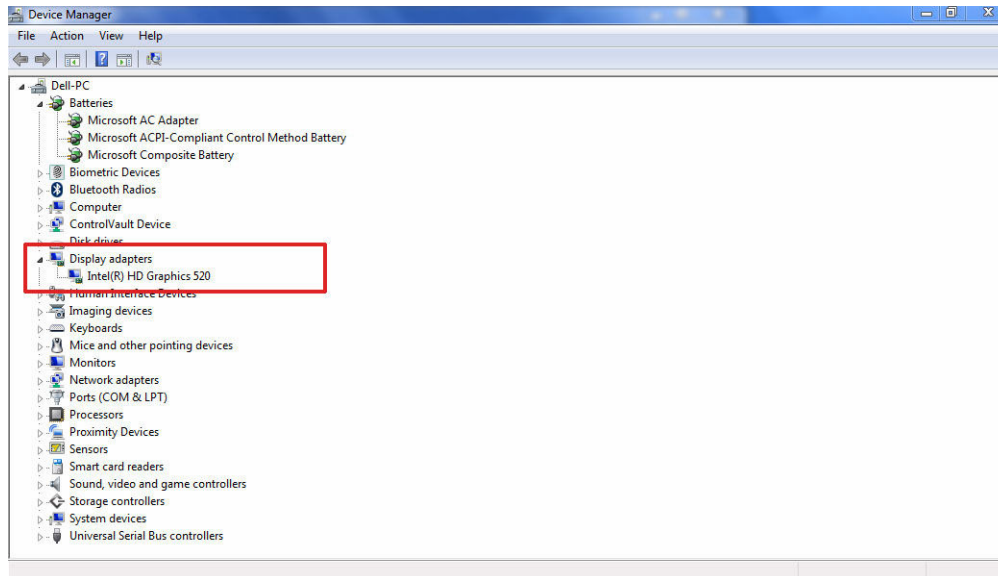 Device Manager
File Action View Help
Dell-PC
Batteries
Microsoft AC Adapter
Microsoft ACPI-Compliant Control Method Battery
Microsoft Composite Battery
Biometric Devices
Bluetooth Radios
Computer
ControlVault Device
Disk drives
Display adapters
Intel(R) HD Graphics 520
Human Interface Devices
Imaging devices
Keyboards
Mice and other pointing devices
Monitors
Network adapters
Ports (COM & LPT)
Processors
Proximity Devices
Sensors
Smart card readers
Sound, video and game controllers
Storage controllers
System devices
Universal Serial Bus controllers